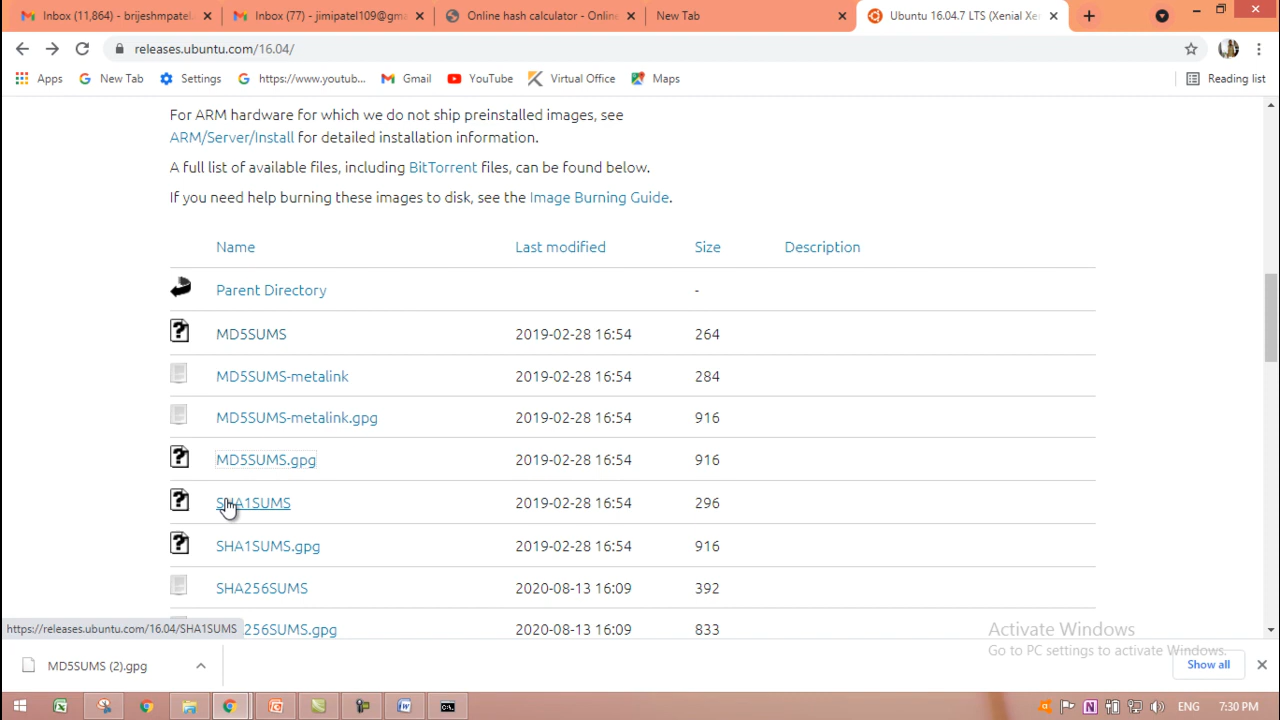 Inbox (11,864) - brijeshmpatel.
Inbox (77) - jimipatel109@gma
Online hash calculator - Online
New Tab
Ubuntu 16.04.7 LTS (Xenial Xe
releases.ubuntu.com/16.04/
Apps
New Tab
Settings
https://www.youtub...
Gmail
YouTube
Virtual Office
Maps
Reading list
For ARM hardware for which we do not ship preinstalled images, see
ARM/Server/Install for detailed installation information.
A full list of available files, including BitTorrent files, can be found below.
If you need help burning these images to disk, see the Image Burning Guide.
Name Last modified Size Description
Parent Directory -
MD5SUMS 2019-02-28 16:54 264
MD5SUMS-metalink 2019-02-28 16:54 284
MD5SUMS-metalink.gpg 2019-02-28 16:54 916
MD5SUMS.gpg 2019-02-28 16:54 916
SHA1SUMS 2019-02-28 16:54 296
SHA1SUMS.gpg 2019-02-28 16:54 916
SHA256SUMS 2020-08-13 16:09 392
256SUMS.gpg 2020-08-13 16:09 833
https://releases.ubuntu.com/16.04/SHA1SUMS
Activate Windows
Go to PC settings to activate Windows.
MD5SUMS (2).gpg
Show all
ENG
7:30 PM